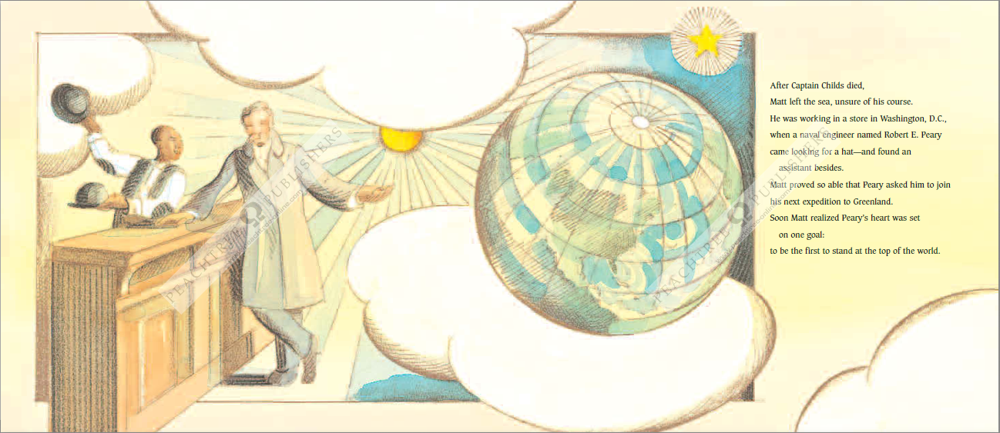 After Captain Childs died,
Matt left the sea, unsure of his course.
He was working in a store in Washington, D.C.,
when a naval engineer named Robert E. Peary
came looking for a hat—and found an
assistant besides.
Matt proved so able that Peary asked him to join
his next expedition to Greenland.
Soon Matt realized Peary's heart was set
on one goal:
to be the first to stand at the top of the world.
PEACHTREE PUBLISHERS
PEACHTREE PUBLISHERS